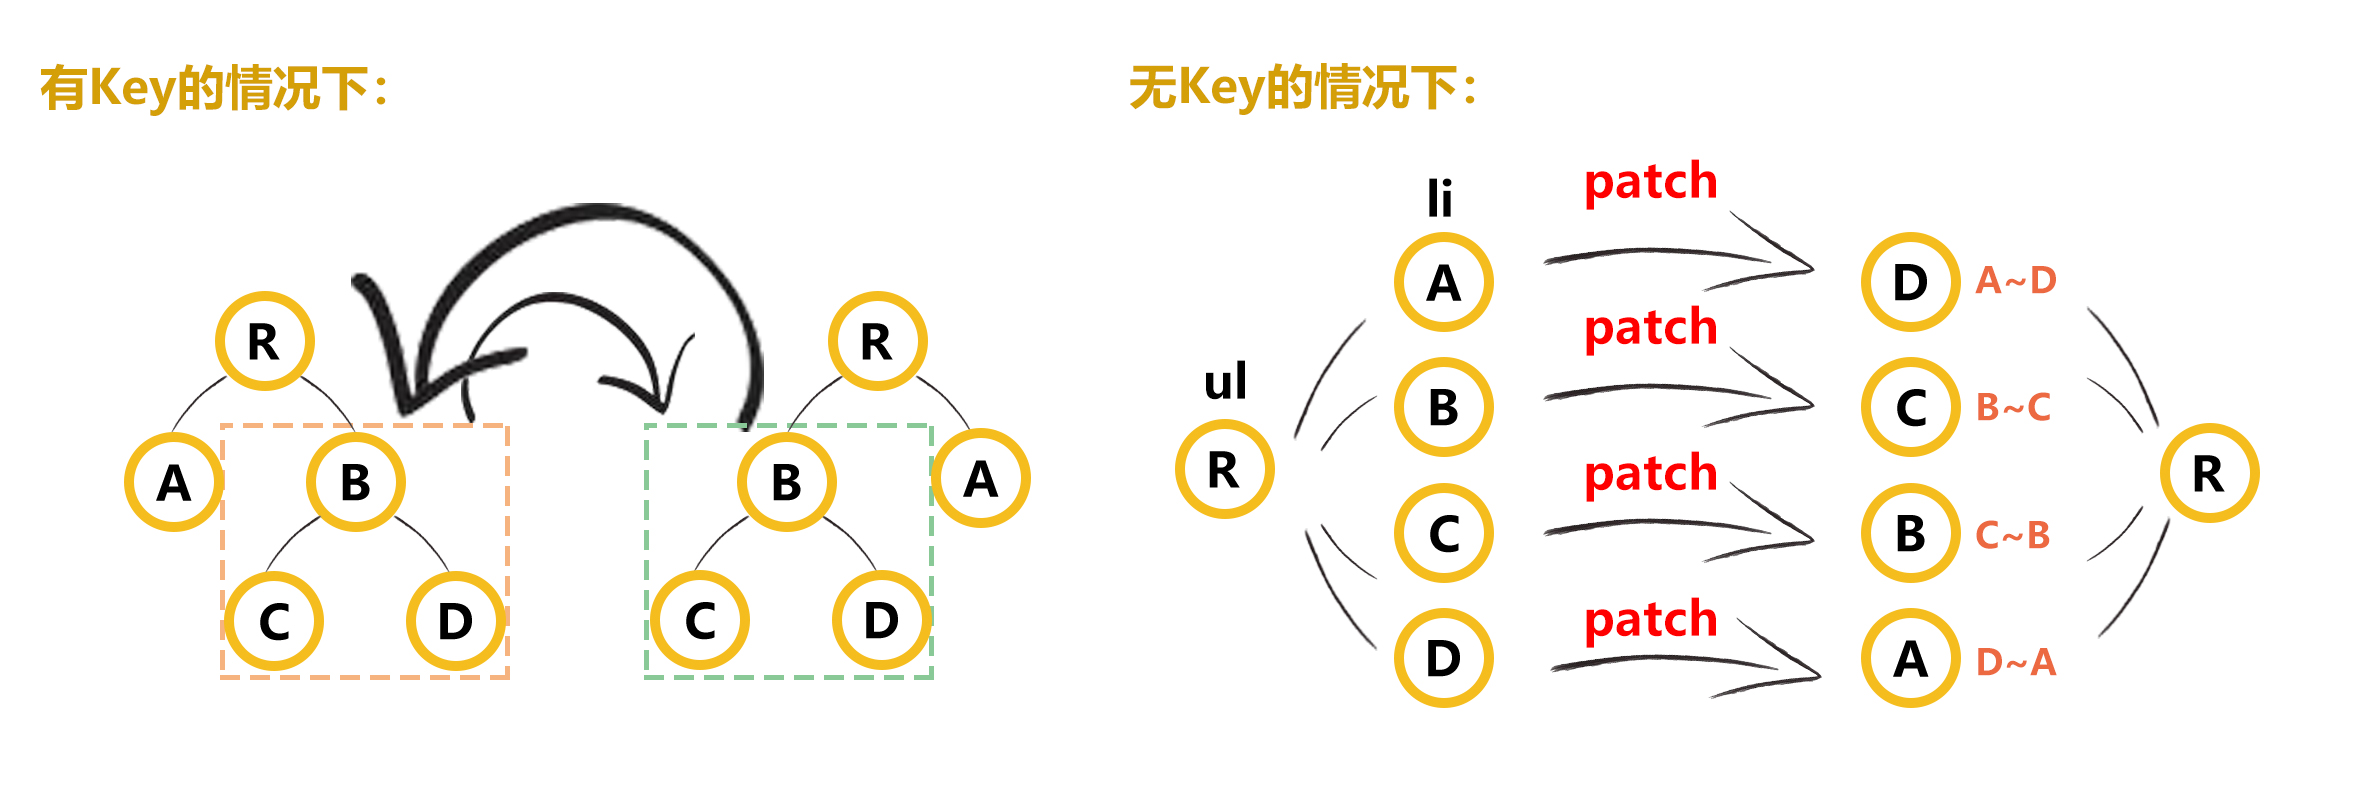 有Key的情况下：
R
A
B
C
D
R
B
A
C
D
无Key的情况下：
ul
R
li
A
patch
D
A~D
B
patch
C
B~C
C
patch
B
C~B
D
patch
A
D~A
R